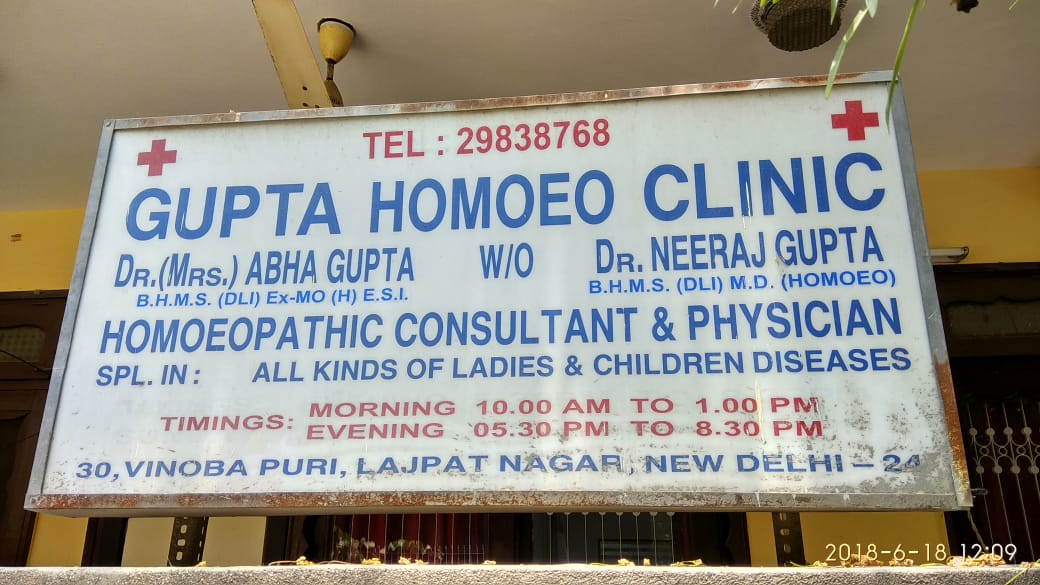 TEL : 29838768
GUPTA HOMOEO CLINIC
DR.(MRS.) ABHA GUPTA W/O DR. NEERAJ GUPTA
B.H.M.S. (DLI) Ex-MO (H) E.S.I. B.H.M.S. (DLI) M.D. (HOMOEO)
HOMOEOPATHIC CONSULTANT & PHYSICIAN
SPL. IN : ALL KINDS OF LADIES & CHILDREN DISEASES
TIMINGS: MORNING 10.00 AM TO 1.00 PM
EVENING 05.30 PM TO 8.30 PM
30, VINOBA PURI, LAJPAT NAGAR, NEW DELHI – 24
2018-6-18 12:09